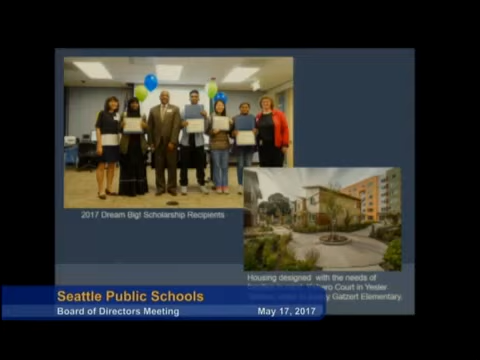 2017 Dream Big! Scholarship Recipients
Housing designed with the needs of
Court in Yesler
Gatzert Elementary.
Seattle Public Schools
Board of Directors Meeting May 17, 2017